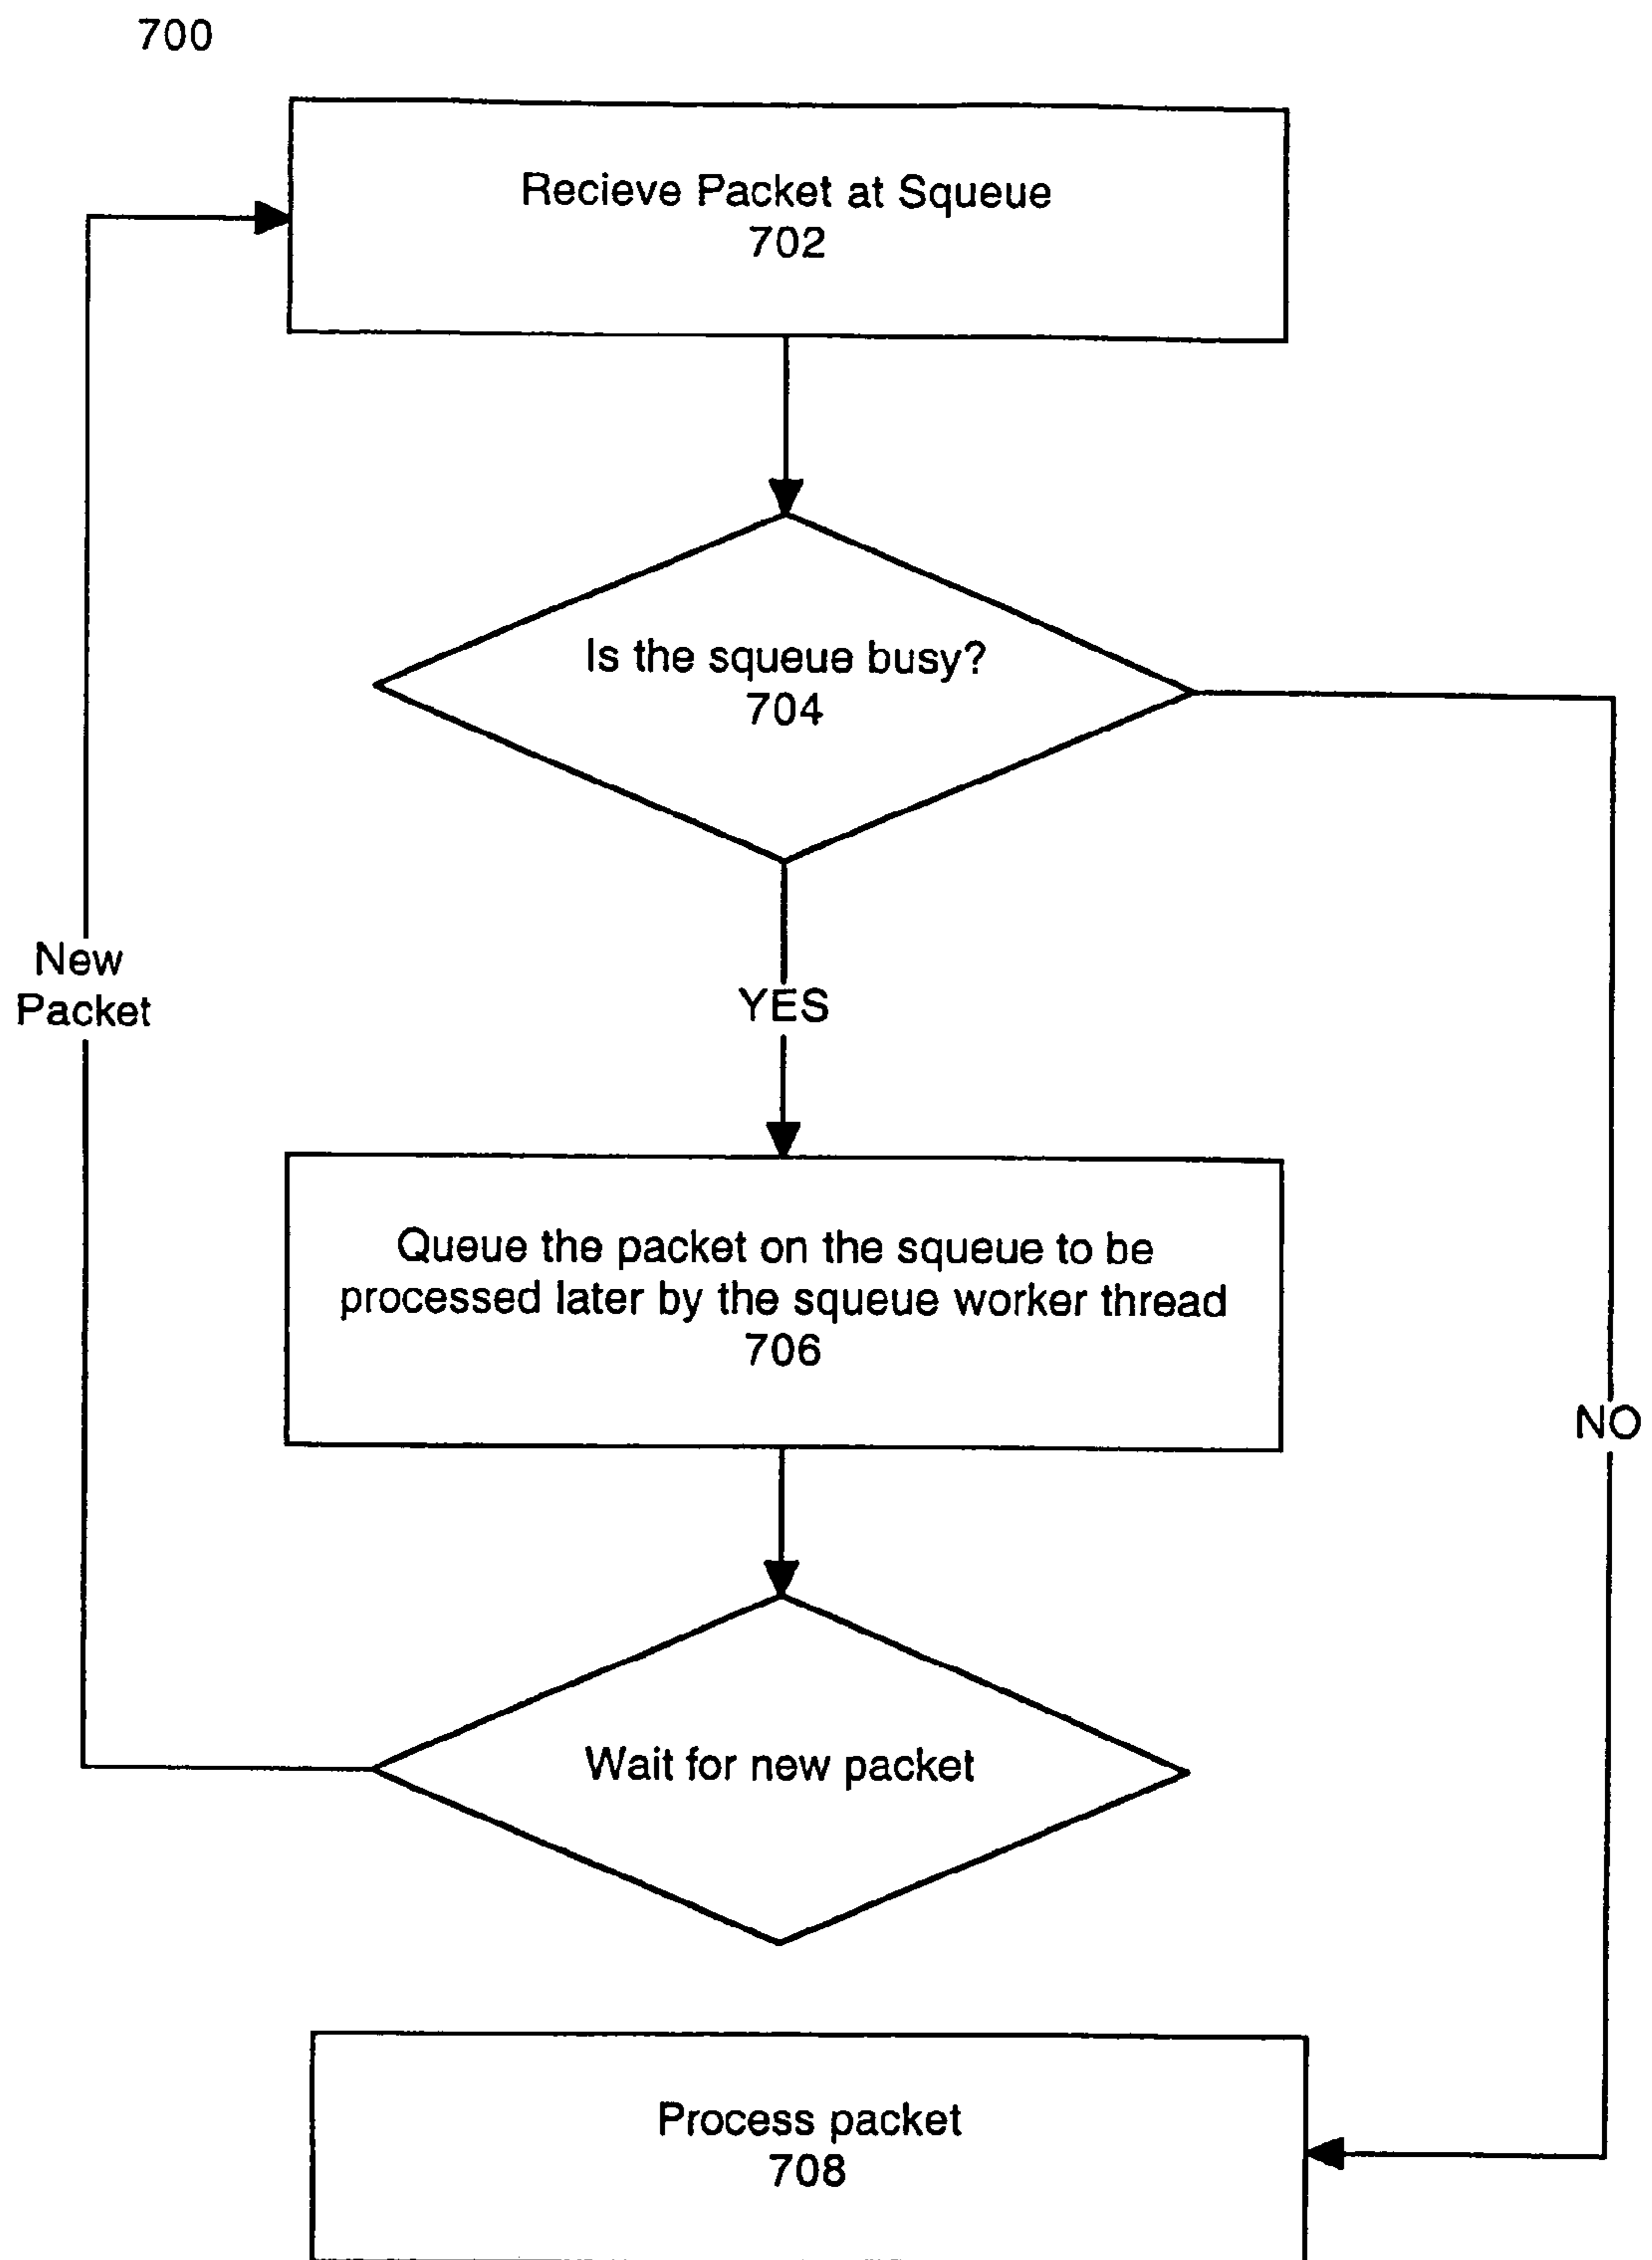 700
Recieve Packet at Squeue
702
Is the squeue busy?
704
New
Packet
YES
Queue the packet on the squeue to be
processed later by the squeue worker thread
706
NO
Wait for new packet
Process packet
708